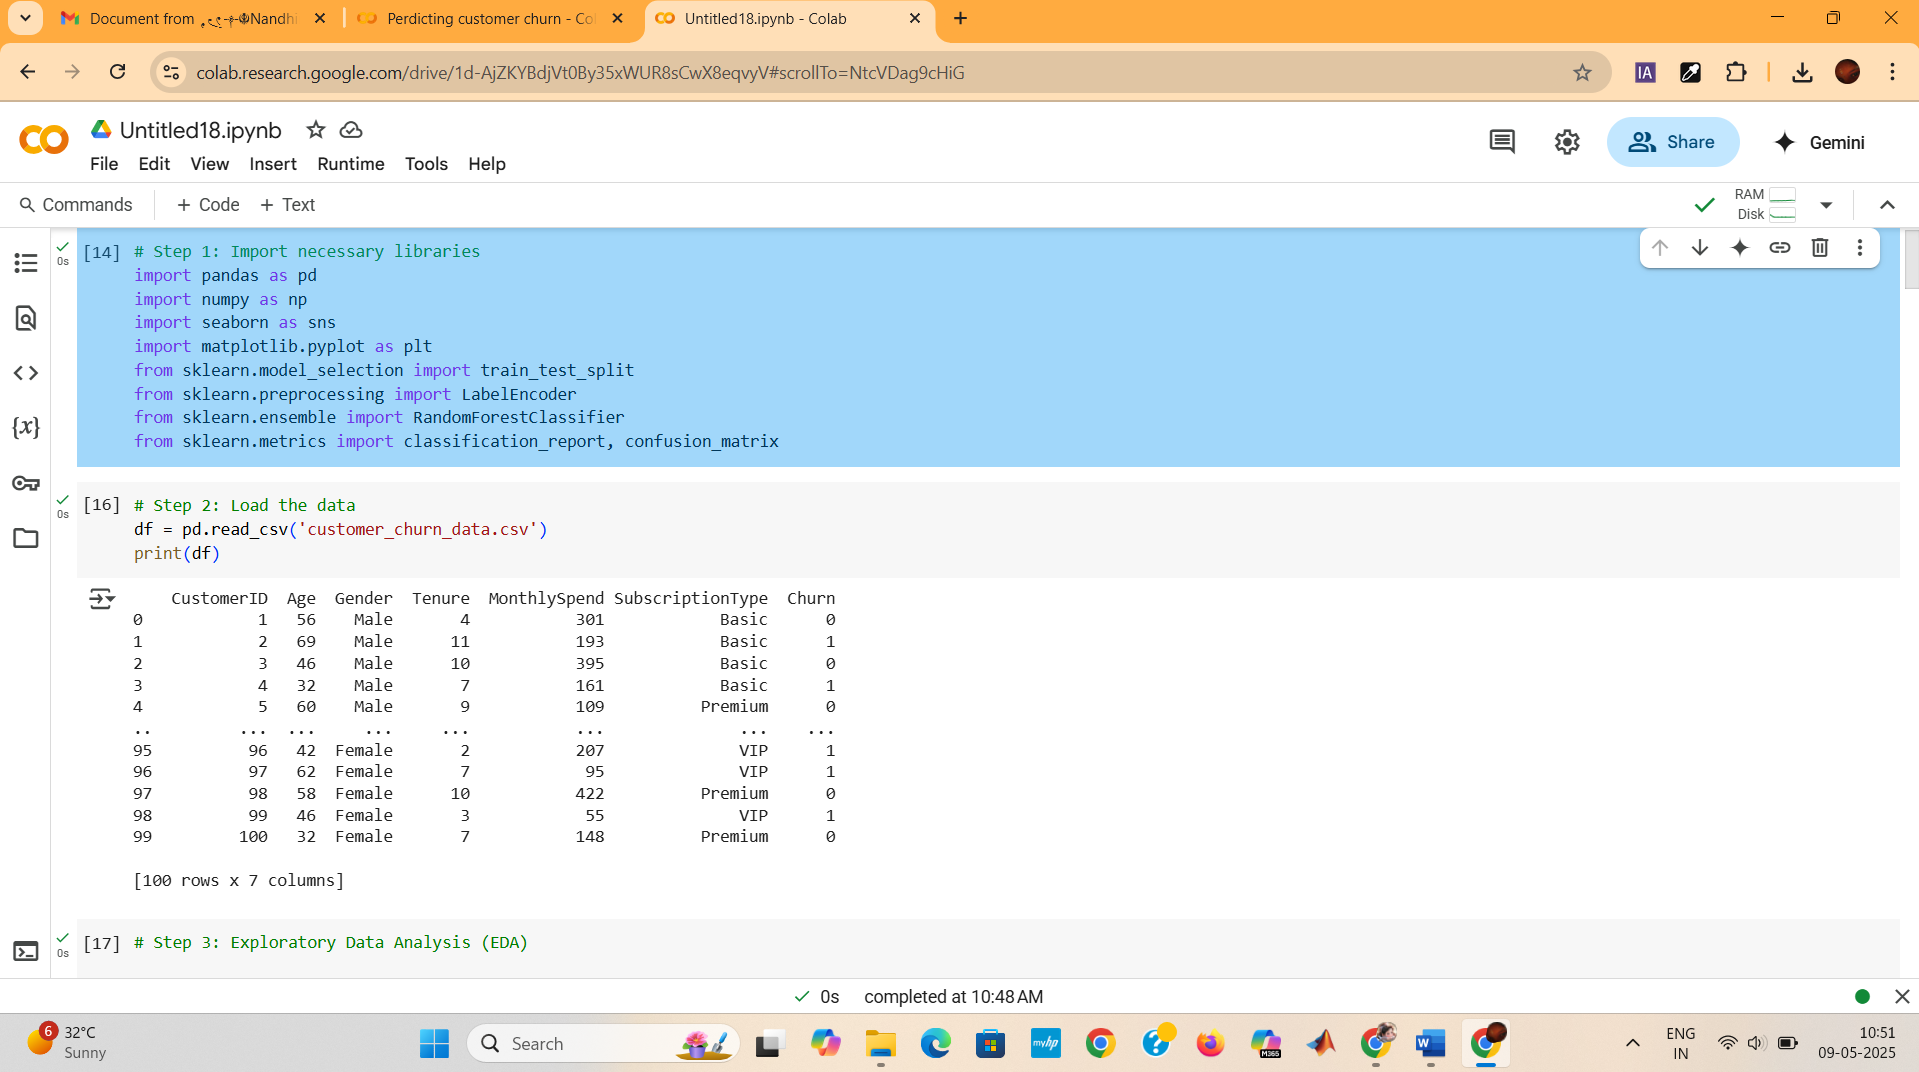 Document from Nandhi
Perdicting customer churn - Co
Untitled18.ipynb - Colab
colab.research.google.com/drive/1d-AjZKYBdjVt0By35xWUR8sCwX8eqvyV#scrollTo=NtcVDag9cHiG
IA
CO
Untitled18.ipynb
File Edit View Insert Runtime Tools Help
Share
Gemini
Commands + Code + Text
RAM
Disk
0s
[14] # Step 1: Import necessary libraries
import pandas as pd
import numpy as np
import seaborn as sns
import matplotlib.pyplot as plt
from sklearn.model_selection import train_test_split
from sklearn.preprocessing import LabelEncoder
from sklearn.ensemble import RandomForestClassifier
from sklearn.metrics import classification_report, confusion_matrix
{x}
0s
[16] # Step 2: Load the data
df = pd.read_csv('customer_churn_data.csv')
print(df)
CustomerID Age Gender Tenure MonthlySpend SubscriptionType Churn
0 1 56 Male 4 301 Basic 0
1 2 69 Male 11 193 Basic 1
2 3 46 Male 10 395 Basic 0
3 4 32 Male 7 161 Basic 1
4 5 60 Male 9 109 Premium 0
.. ... ... ... ... ... ... ...
95 96 42 Female 2 207 VIP 1
96 97 62 Female 7 95 VIP 1
97 98 58 Female 10 422 Premium 0
98 99 46 Female 3 55 VIP 1
99 100 32 Female 7 148 Premium 0
[100 rows x 7 columns]
0s
[17] # Step 3: Exploratory Data Analysis (EDA)
0s completed at 10:48 AM
6
32°C
Sunny
Search
myhp
M365
W
ENG
IN
10:51
09-05-2025